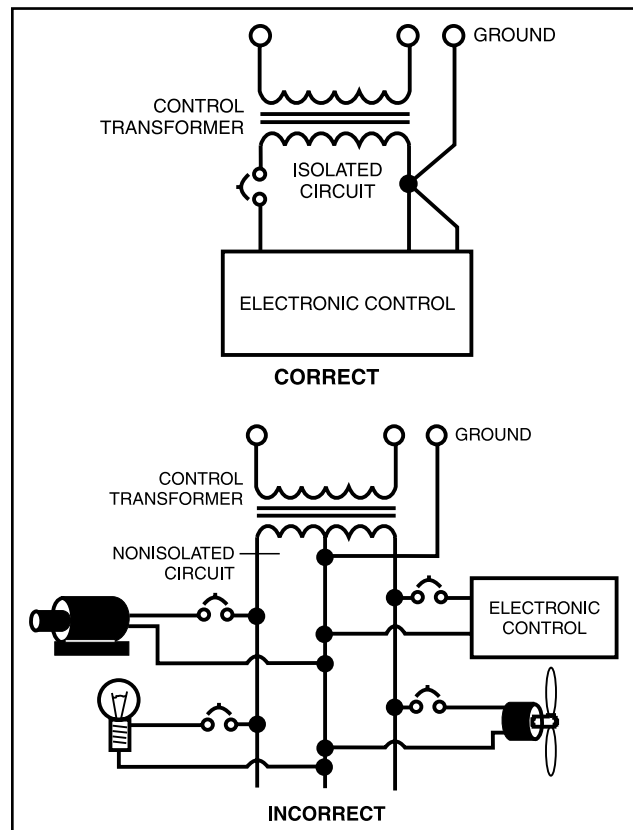 GROUND
CONTROL
TRANSFORMER
ISOLATED
CIRCUIT
ELECTRONIC CONTROL
CORRECT
GROUND
CONTROL
TRANSFORMER
NONISOLATED
CIRCUIT
ELECTRONIC
CONTROL
INCORRECT